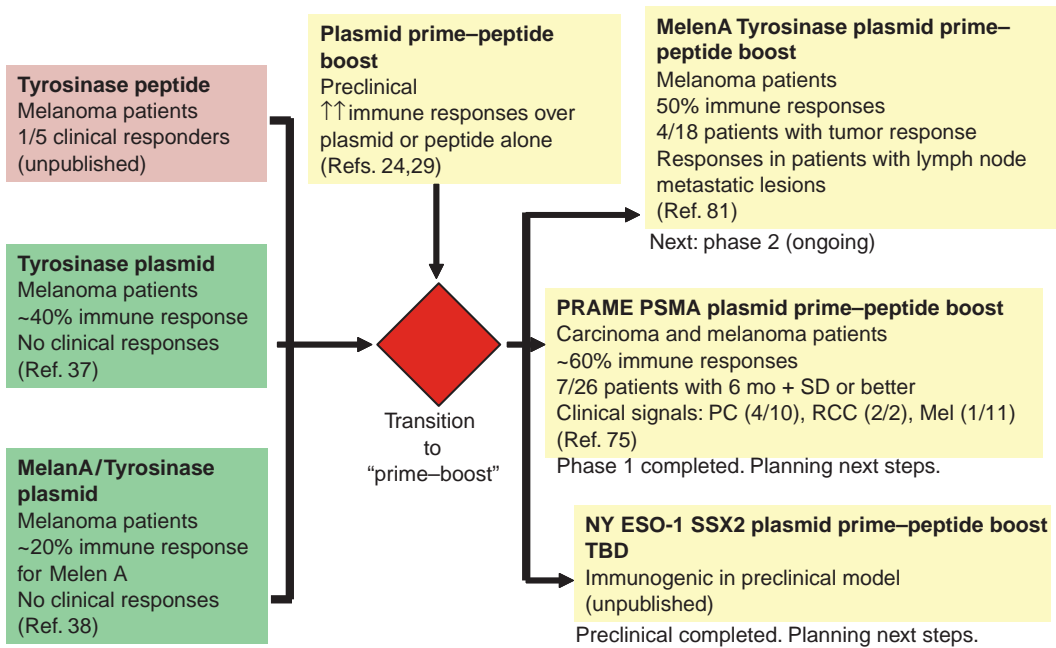 Tyrosinase peptide
Melanoma patients
1/5 clinical responders
(unpublished)
Tyrosinase plasmid
Melanoma patients
~40% immune response
No clinical responses
(Ref. 37)
MelanA/Tyrosinase
plasmid
Melanoma patients
~20% immune response
for Melen A
No clinical responses
(Ref. 38)
Plasmid prime–peptide
boost
Preclinical
↑↑immune responses over
plasmid or peptide alone
(Refs. 24,29)
Transition
to
“prime–boost”
MelenA Tyrosinase plasmid prime–
peptide boost
Melanoma patients
50% immune responses
4/18 patients with tumor response
Responses in patients with lymph node
metastatic lesions
(Ref. 81)
Next: phase 2 (ongoing)
PRAME PSMA plasmid prime–peptide boost
Carcinoma and melanoma patients
~60% immune responses
7/26 patients with 6 mo + SD or better
Clinical signals: PC (4/10), RCC (2/2), Mel (1/11)
(Ref. 75)
Phase 1 completed. Planning next steps.
NY ESO-1 SSX2 plasmid prime–peptide boost
TBD
Immunogenic in preclinical model
(unpublished)
Preclinical completed. Planning next steps.